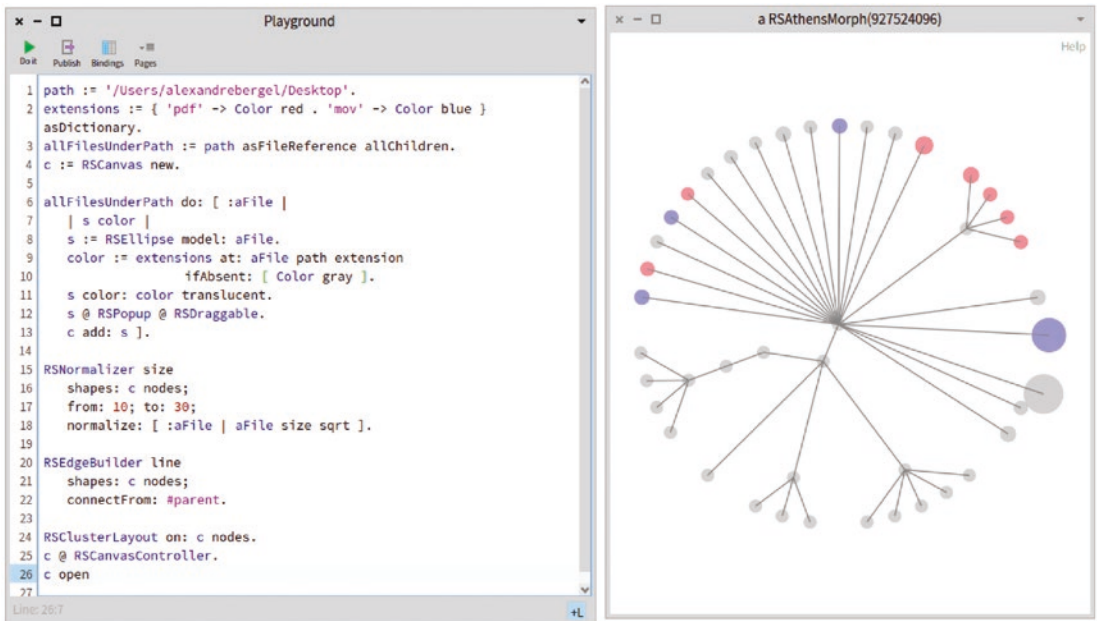 Playground
Do it Publish Bindings Pages
1 path := '/Users/alexandrebergel/Desktop'.
2 extensions := { 'pdf' -> Color red . 'mov' -> Color blue }
asDictionary.
3 allFilesUnderPath := path asFileReference allChildren.
4 c := RSCanvas new.
5
6 allFilesUnderPath do: [ :aFile |
7 | s color |
8 s := RSEllipse model: aFile.
9 color := extensions at: aFile path extension
10 ifAbsent: [ Color gray ].
11 s color: color translucent.
12 s @ RSPopup @ RSDraggable.
13 c add: s ].
14
15 RSNormalizer size
16 shapes: c nodes;
17 from: 10; to: 30;
18 normalize: [ :aFile | aFile size sqrt ].
19
20 RSEdgeBuilder line
21 shapes: c nodes;
22 connectFrom: #parent.
23
24 RSClusterLayout on: c nodes.
25 c @ RSCanvasController.
26 c open
27
Line: 26:7
+L
a RSAthensMorph(927524096)
Help